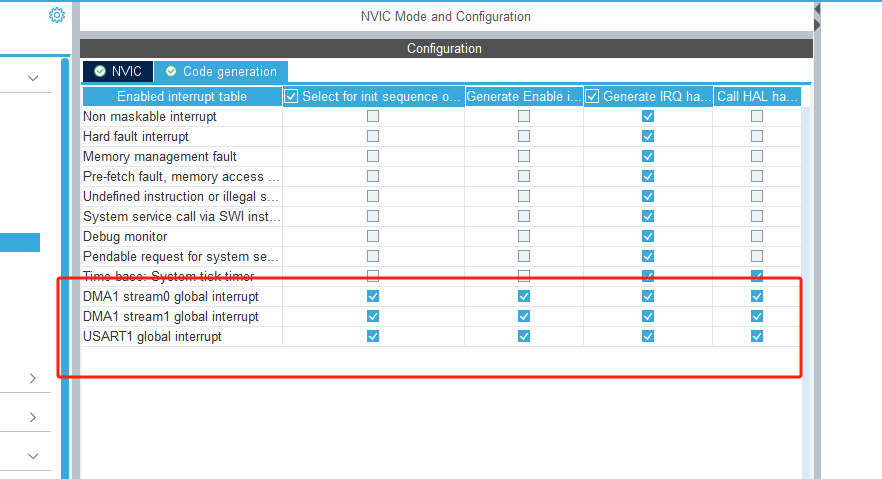 NVIC Mode and Configuration
Configuration
NVIC Code generation
Enabled interrupt table Select for init sequence o... Generate Enable i... Generate IRQ ha... Call HAL ha...
Non maskable interrupt
Hard fault interrupt
Memory management fault
Pre-fetch fault, memory access ...
Undefined instruction or illegal s...
System service call via SWI inst...
Debug monitor
Pendable request for system se...
Time base: System tick timer
DMA1 stream0 global interrupt
DMA1 stream1 global interrupt
USART1 global interrupt